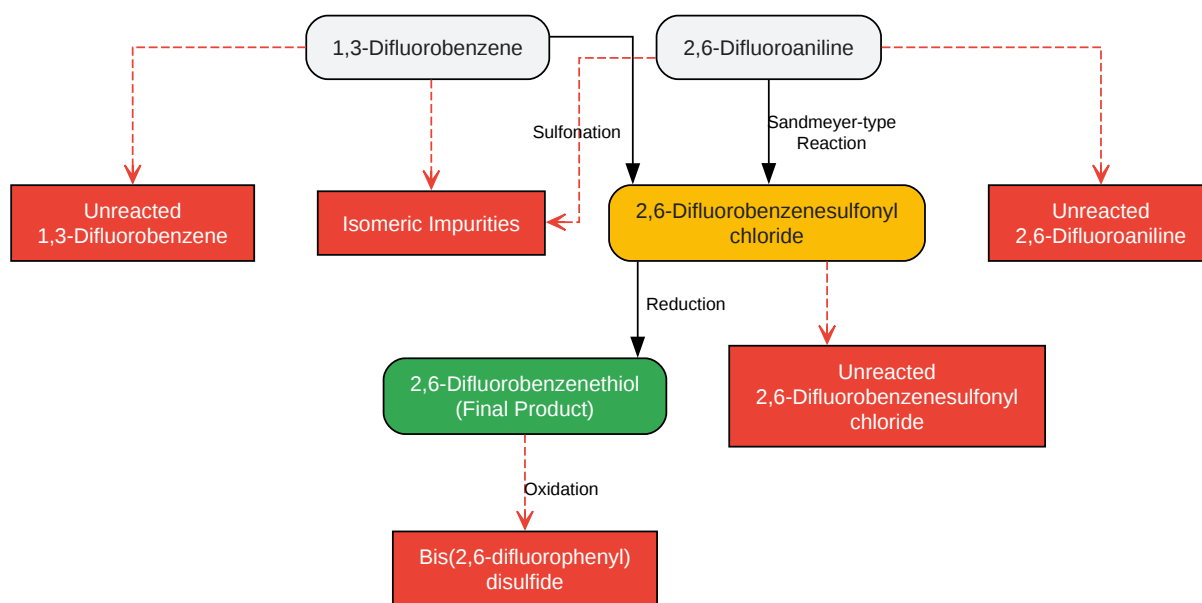 1,3-Difluorobenzene
2,6-Difluoroaniline
Sulfonation
Sandmeyer-type
Reaction
Unreacted
1,3-Difluorobenzene
Isomeric Impurities
2,6-Difluorobenzenesulfonyl
chloride
Unreacted
2,6-Difluoroaniline
Reduction
2,6-Difluorobenzenethiol
(Final Product)
Unreacted
2,6-Difluorobenzenesulfonyl
chloride
Oxidation
Bis(2,6-difluorophenyl)
disulfide